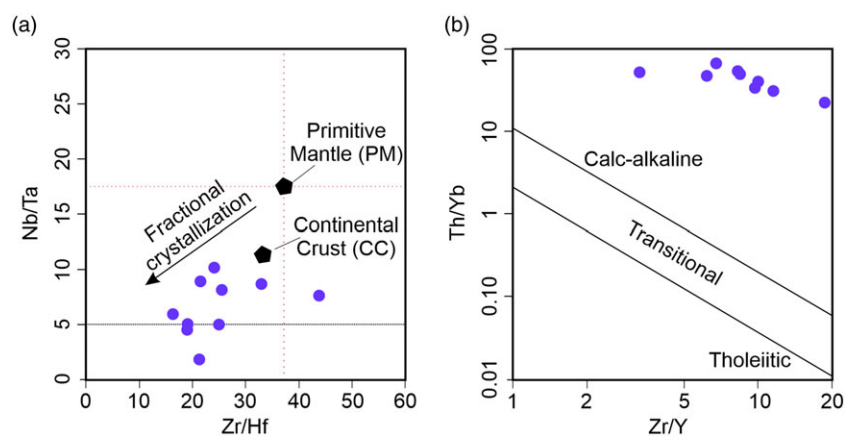 (a)
30
25
20
15
10
5
0
Nb/Ta
Primitive
Mantle (PM)
Continental
Crust (CC)
Fractional
crystallization
0 10 20 30 40 50 60
Zr/Hf
(b)
100
10
1
0.10
0.01
Th/Yb
Calc-alkaline
Transitional
Tholeiitic
1 2 5 10 20
Zr/Y